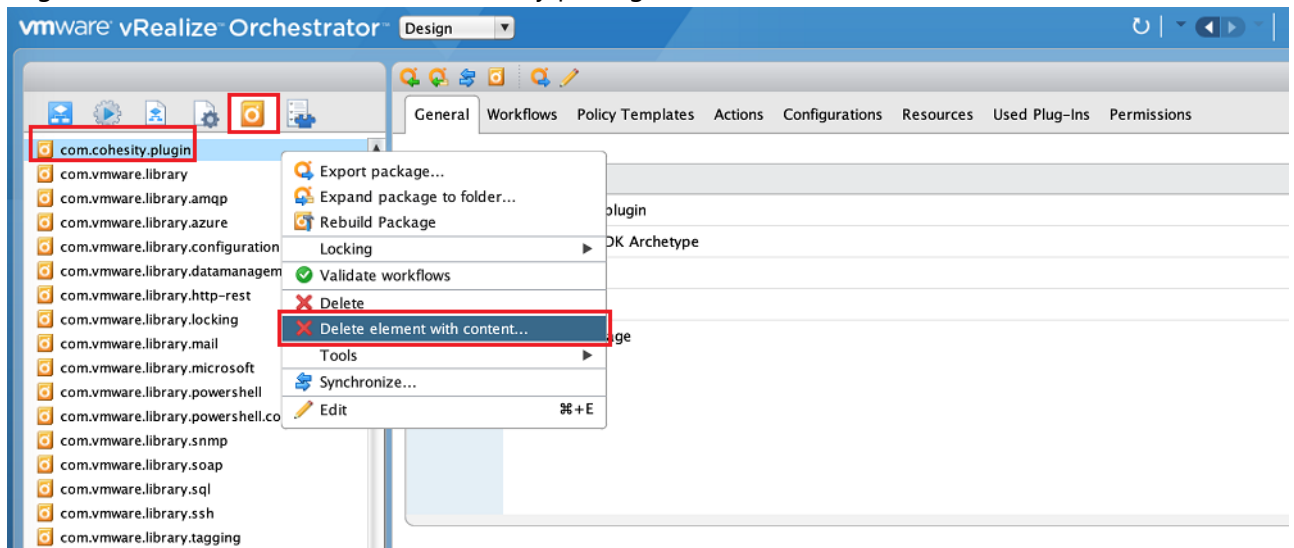 vmware vRealize Orchestrator Design
General Workflows Policy Templates Actions Configurations Resources Used Plug-Ins Permissions
com.cohesity.plugin
com.vmware.library
com.vmware.library.amqp
com.vmware.library.azure
com.vmware.library.configuration
com.vmware.library.datamanagem
com.vmware.library.http-rest
com.vmware.library.locking
com.vmware.library.mail
com.vmware.library.microsoft
com.vmware.library.powershell
com.vmware.library.powershell.co
com.vmware.library.snmp
com.vmware.library.soap
com.vmware.library.sql
com.vmware.library.ssh
com.vmware.library.tagging
Export package...
Expand package to folder...
Rebuild Package
Locking
Validate workflows
Delete
Delete element with content...
Tools
Synchronize...
Edit ⌘+E
plugin
DK Archetype
age